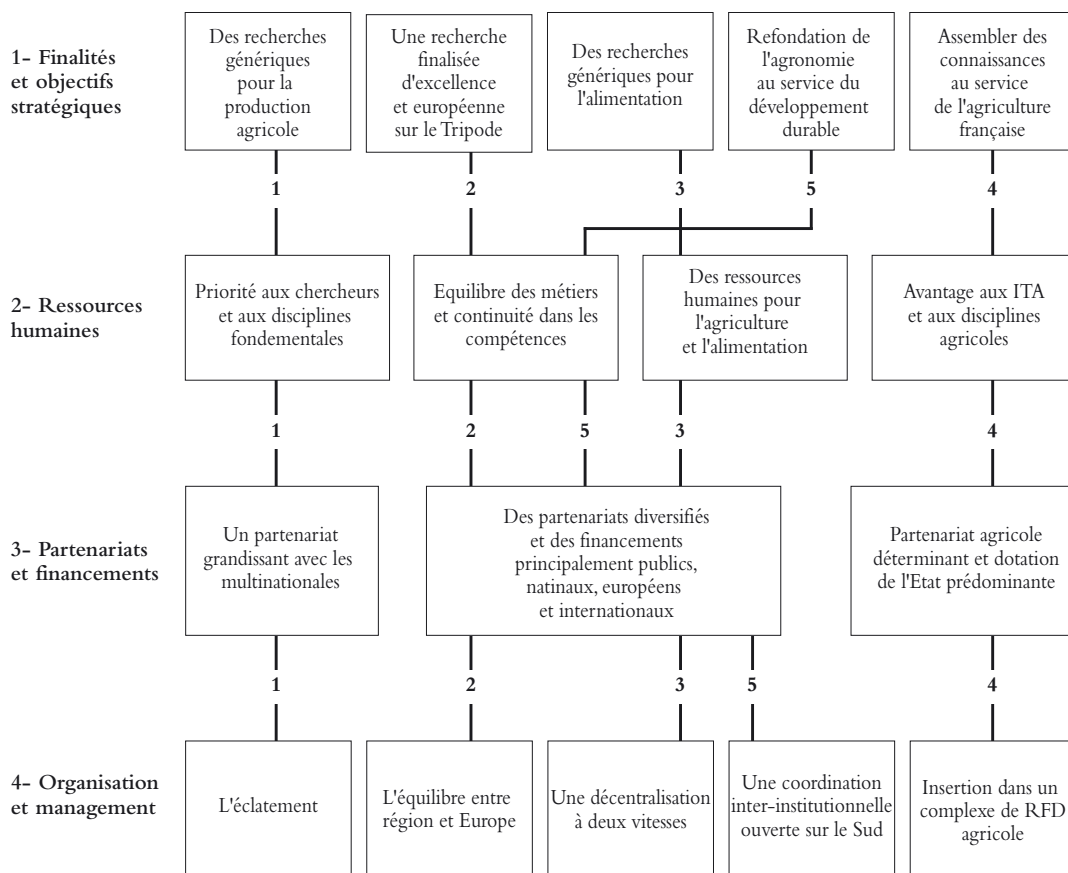 1- Finalités
et objectifs
stratégiques
Des recherches
génériques
pour la
production
agricole
Une
recherche
finalisée
d'excellence
et européenne
sur le Tripode
Des recherches
génériques pour
l'alimentation
Refondation de
l'agronomie
au service du
développement
durable
Assembler des
connaissances
au service
de l'agriculture
française
1
2
3
5
4
2- Ressources
humaines
Priorité aux chercheurs
et aux disciplines
fondementales
Equilibre des métiers
et continuité dans les
compétences
Des ressources
humaines pour
l'agriculture
et l'alimentation
Avantage aux ITA
et aux disciplines
agricoles
1
2
5
3
4
3- Partenariats
et financements
Un partenariat
grandissant avec les
multinationales
Des partenariats diversifiés
et des financements
principalement publics,
natinaux, européens
et internationaux
Partenariat agricole
déterminant et dotation
de l'Etat prédominante
1
2
3
5
4
4- Organisation
et management
L'éclatement
L'équilibre entre
région et Europe
Une décentralisation
à deux vitesses
Une coordination
inter-institutionnelle
ouverte sur le Sud
Insertion dans un
complexe de RFD
agricole